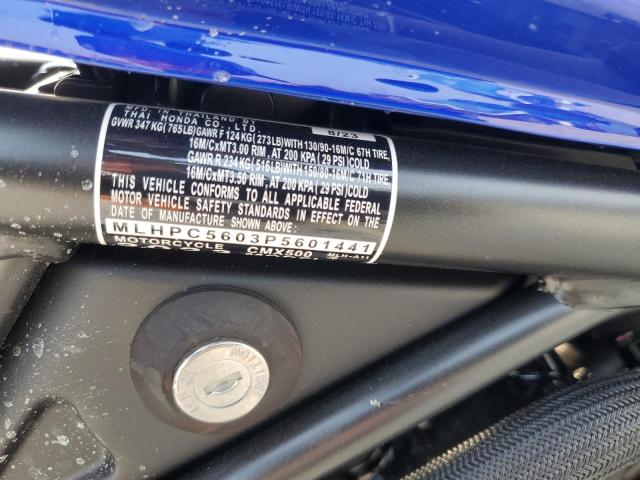 MFD. IN THAILAND BY
THAI HONDA CO., LTD. 8/23
GVWR 347 KG( 765LB)GAWR F 124 KG( 273LB)WITH 130/90-16M/C 67H TIRE,
16M/CxMT3.00 RIM , AT 200 KPA( 29 PSI)COLD
GAWR R 234 KG( 516LB)WITH 150/80-16M/C 71H TIRE,
16M/CxMT3.50 RIM , AT 200 KPA( 29 PSI)COLD
THIS VEHICLE CONFORMS TO ALL APPLICABLE FEDERAL
MOTOR VEHICLE SAFETY STANDARDS IN EFFECT ON THE
DATE OF MANUFACTURE SHOWN ABOVE:
MLHPC5603P5601441
MOTORCYCLE CMX500 MLH-A11